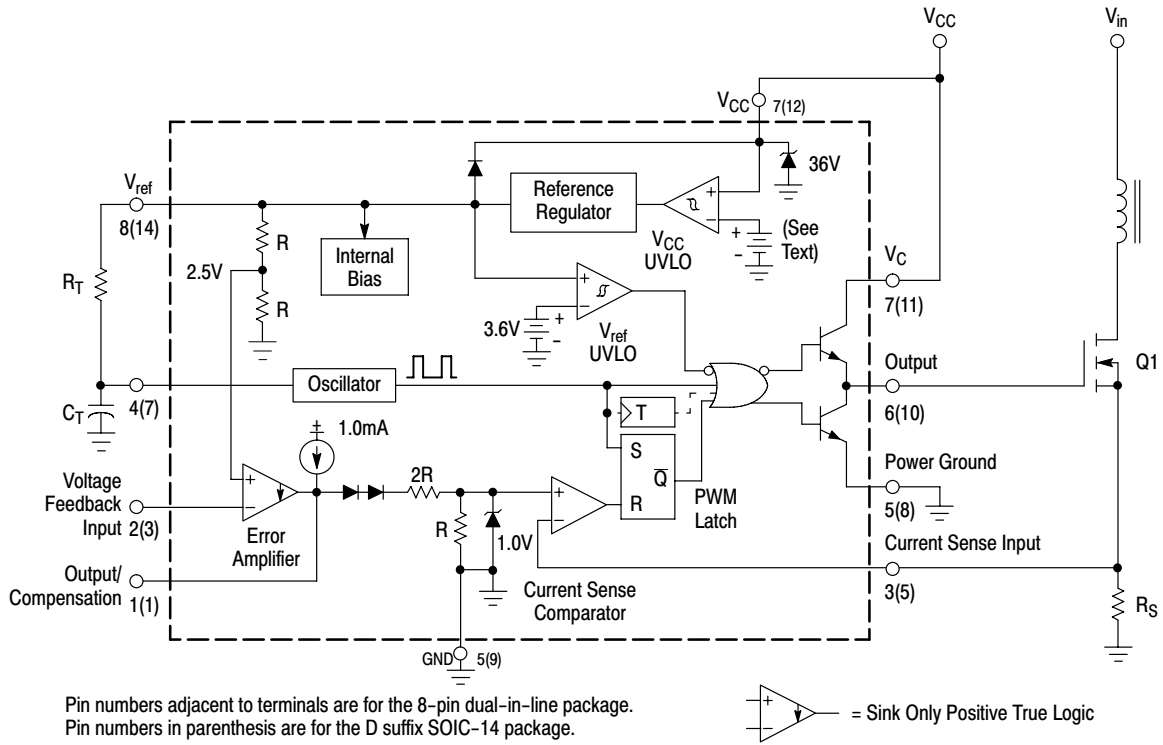 VCC
Vin
VCC 7(12)
36V
Vref
8(14)
Reference
Regulator
+
−
+
-
(See
Text)
VCC
UVLO
R
Internal
Bias
2.5V
RT
R
+
−
3.6V
+
-
Vref
UVLO
VC
7(11)
Output
6(10)
Q1
Oscillator
4(7)
CT
T
1.0mA
S
Q
R
PWM
Latch
2R
Power Ground
5(8)
Voltage
Feedback
Input 2(3)
+
−
Error
Amplifier
R
1.0V
+
−
Current Sense
Comparator
Current Sense Input
3(5)
RS
Output/
Compensation 1(1)
GND 5(9)
Pin numbers adjacent to terminals are for the 8-pin dual-in-line package.
Pin numbers in parenthesis are for the D suffix SOIC-14 package.
+
−
= Sink Only Positive True Logic